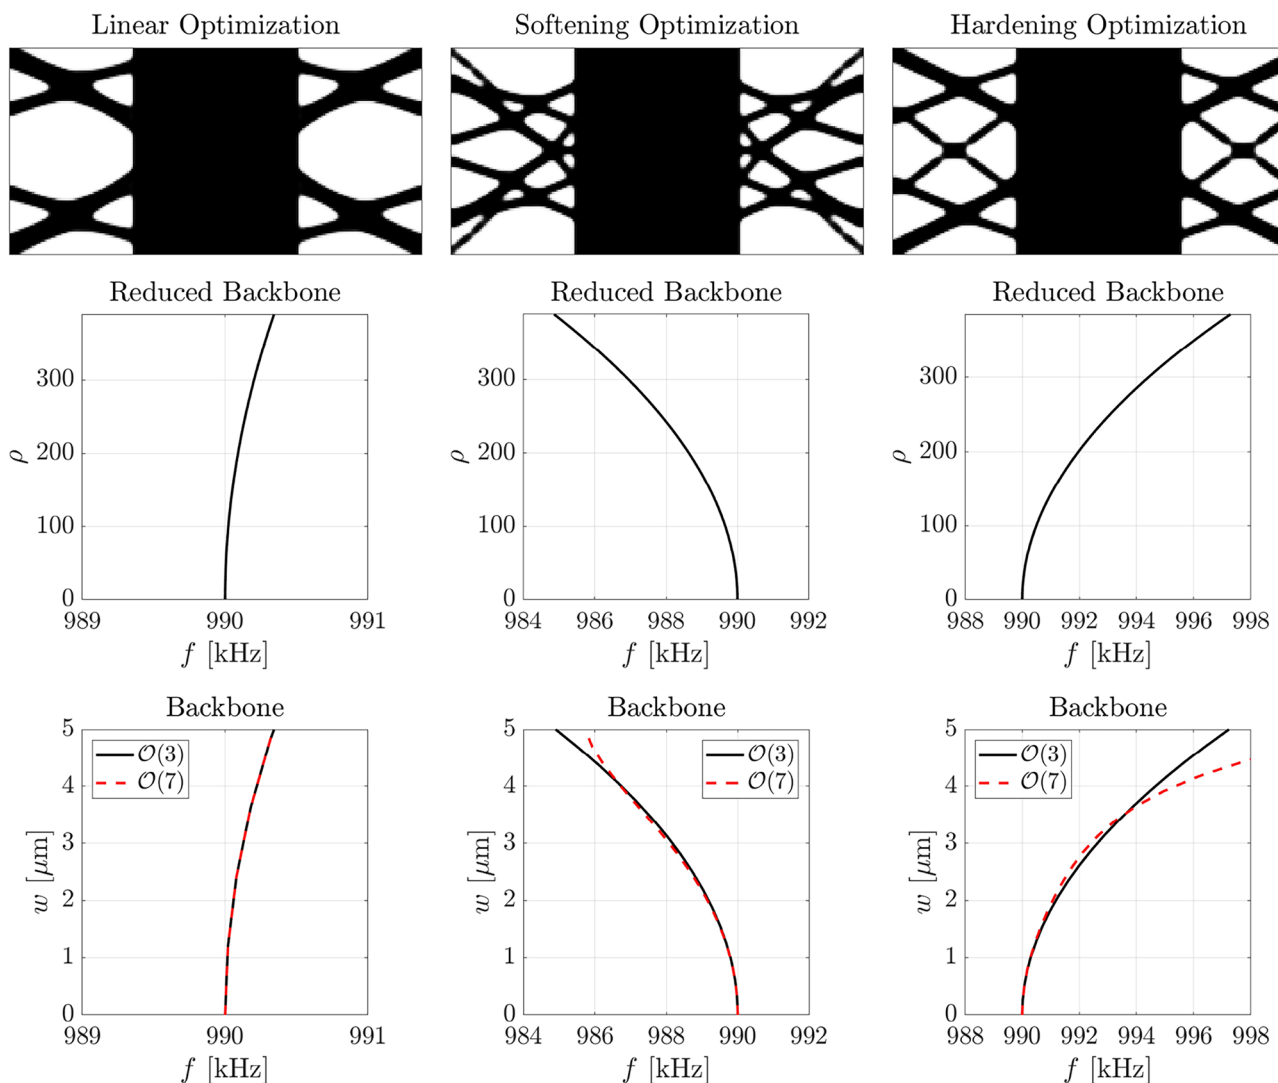 Linear Optimization
Softening Optimization
Hardening Optimization
Reduced Backbone
Reduced Backbone
Reduced Backbone
ρ
300
200
100
0
989 990 991
f [kHz]
ρ
300
200
100
0
984 986 988 990 992
f [kHz]
ρ
300
200
100
0
988 990 992 994 996 998
f [kHz]
Backbone
Backbone
Backbone
w [μm]
5
4
3
2
1
0
𝒪(3)
𝒪(7)
989 990 991
f [kHz]
w [μm]
5
4
3
2
1
0
𝒪(3)
𝒪(7)
984 986 988 990 992
f [kHz]
w [μm]
5
4
3
2
1
0
𝒪(3)
𝒪(7)
988 990 992 994 996 998
f [kHz]